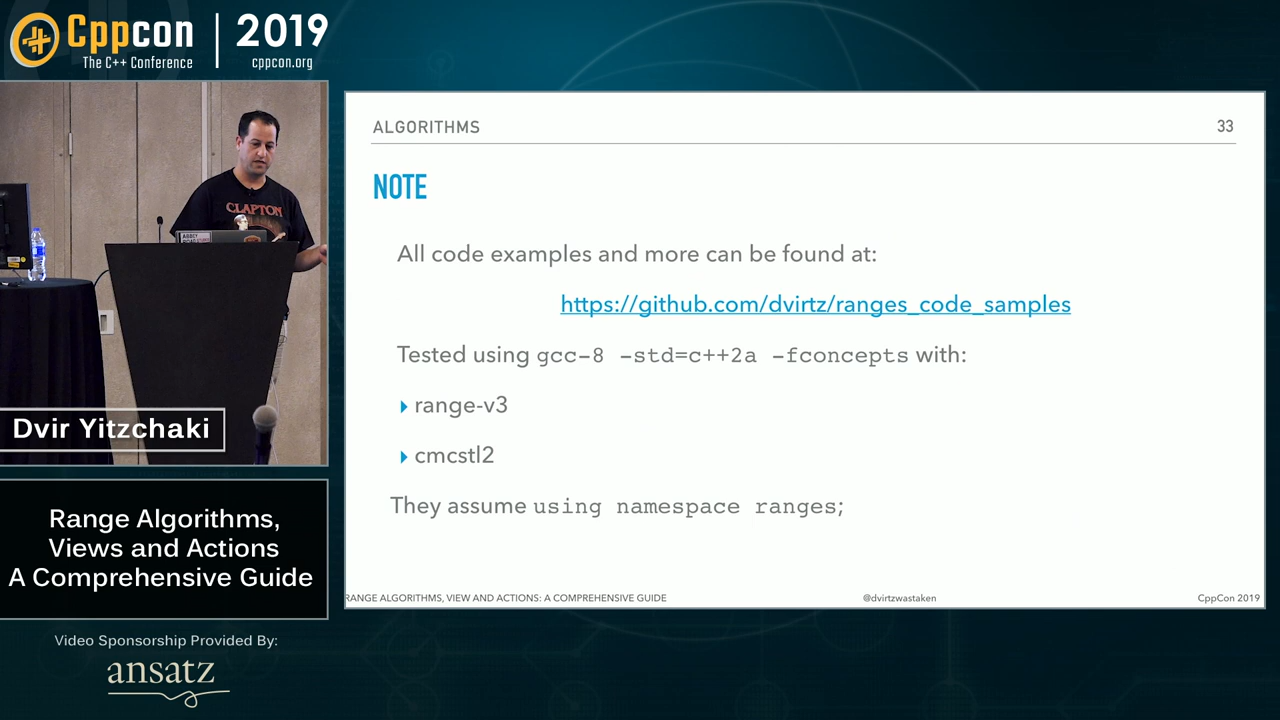 Cppcon
The C++ Conference
2019
cppcon.org
CLAPTON
Dvir Yitzchaki
Range Algorithms,
Views and Actions
A Comprehensive Guide
Video Sponsorship Provided By:
ansatz
ALGORITHMS
33
NOTE
All code examples and more can be found at:
https://github.com/dvirtz/ranges_code_samples
Tested using gcc-8 -std=c++2a -fconcepts with:
range-v3
cmcstl2
They assume using namespace ranges;
RANGE ALGORITHMS, VIEW AND ACTIONS: A COMPREHENSIVE GUIDE
@dvirtzwastaken
CppCon 2019